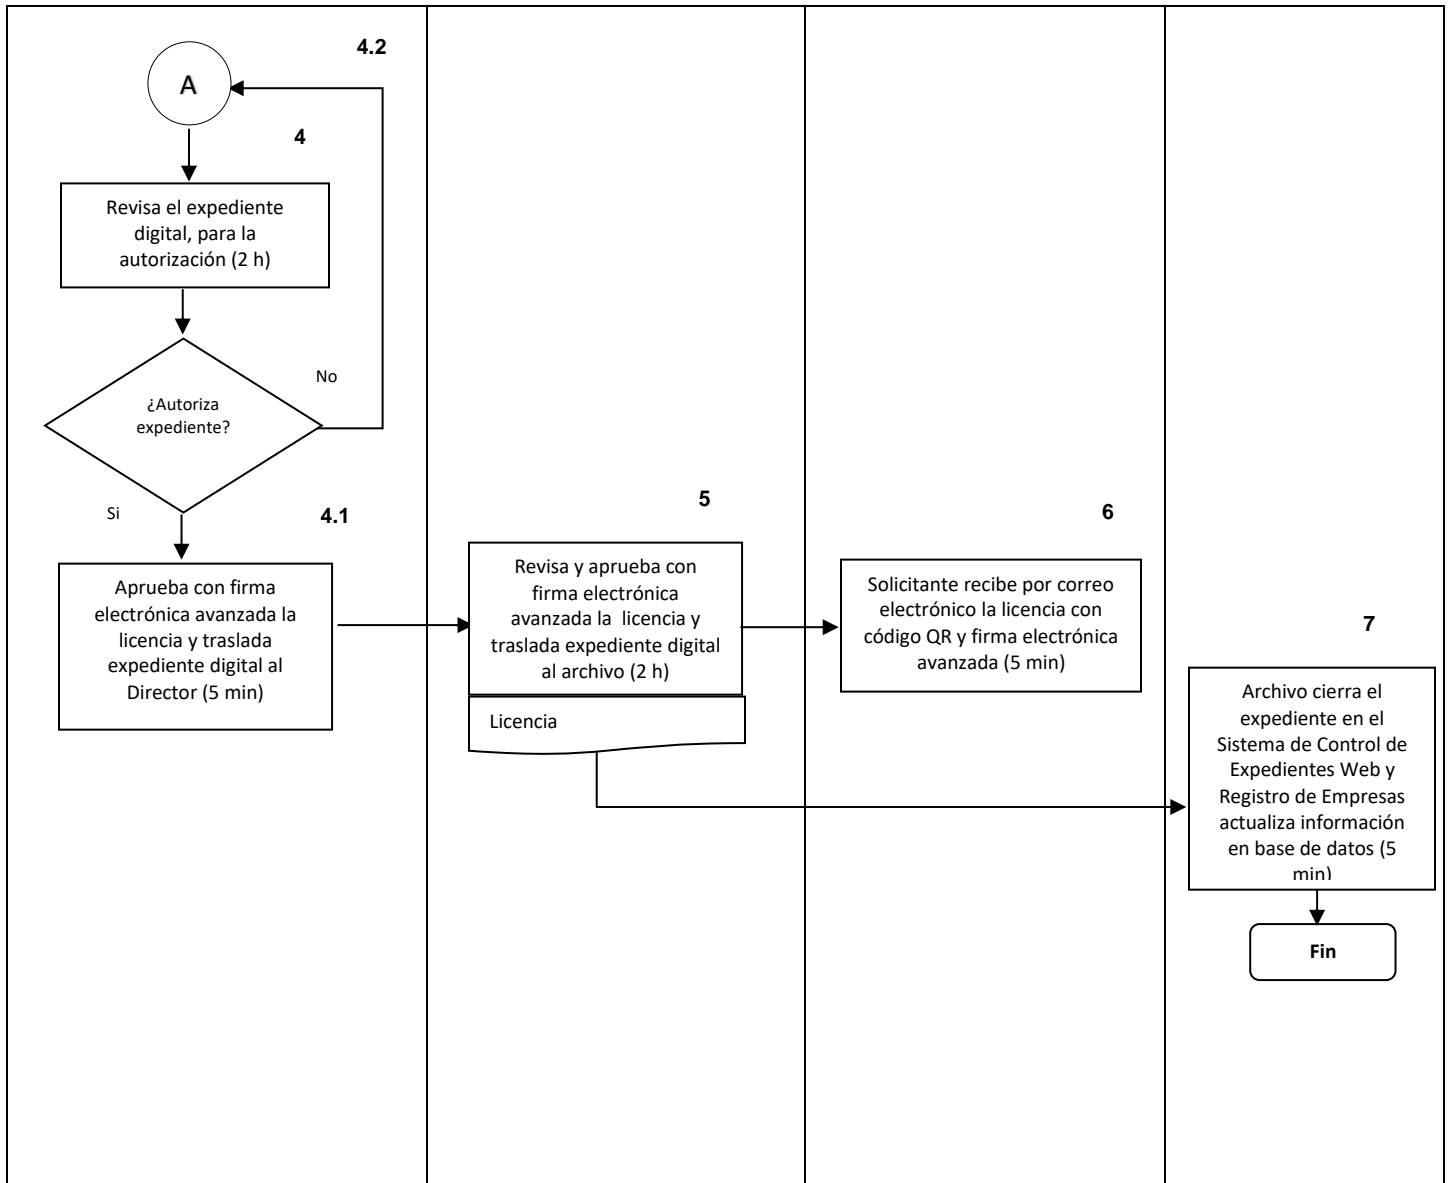 4.2
A
4
Revisa el expediente
digital, para la
autorización (2 h)
No
¿Autoriza
expediente?
Si
4.1
Aprueba con firma
electrónica avanzada la
licencia y traslada
expediente digital al
Director (5 min)
5
Revisa y aprueba con
firma electrónica
avanzada la  licencia y
traslada expediente digital
al archivo (2 h)
Licencia
6
Solicitante recibe por correo
electrónico la licencia con
código QR y firma electrónica
avanzada (5 min)
7
Archivo cierra el
expediente en el
Sistema de Control de
Expedientes Web y
Registro de Empresas
actualiza información
en base de datos (5
min)
Fin